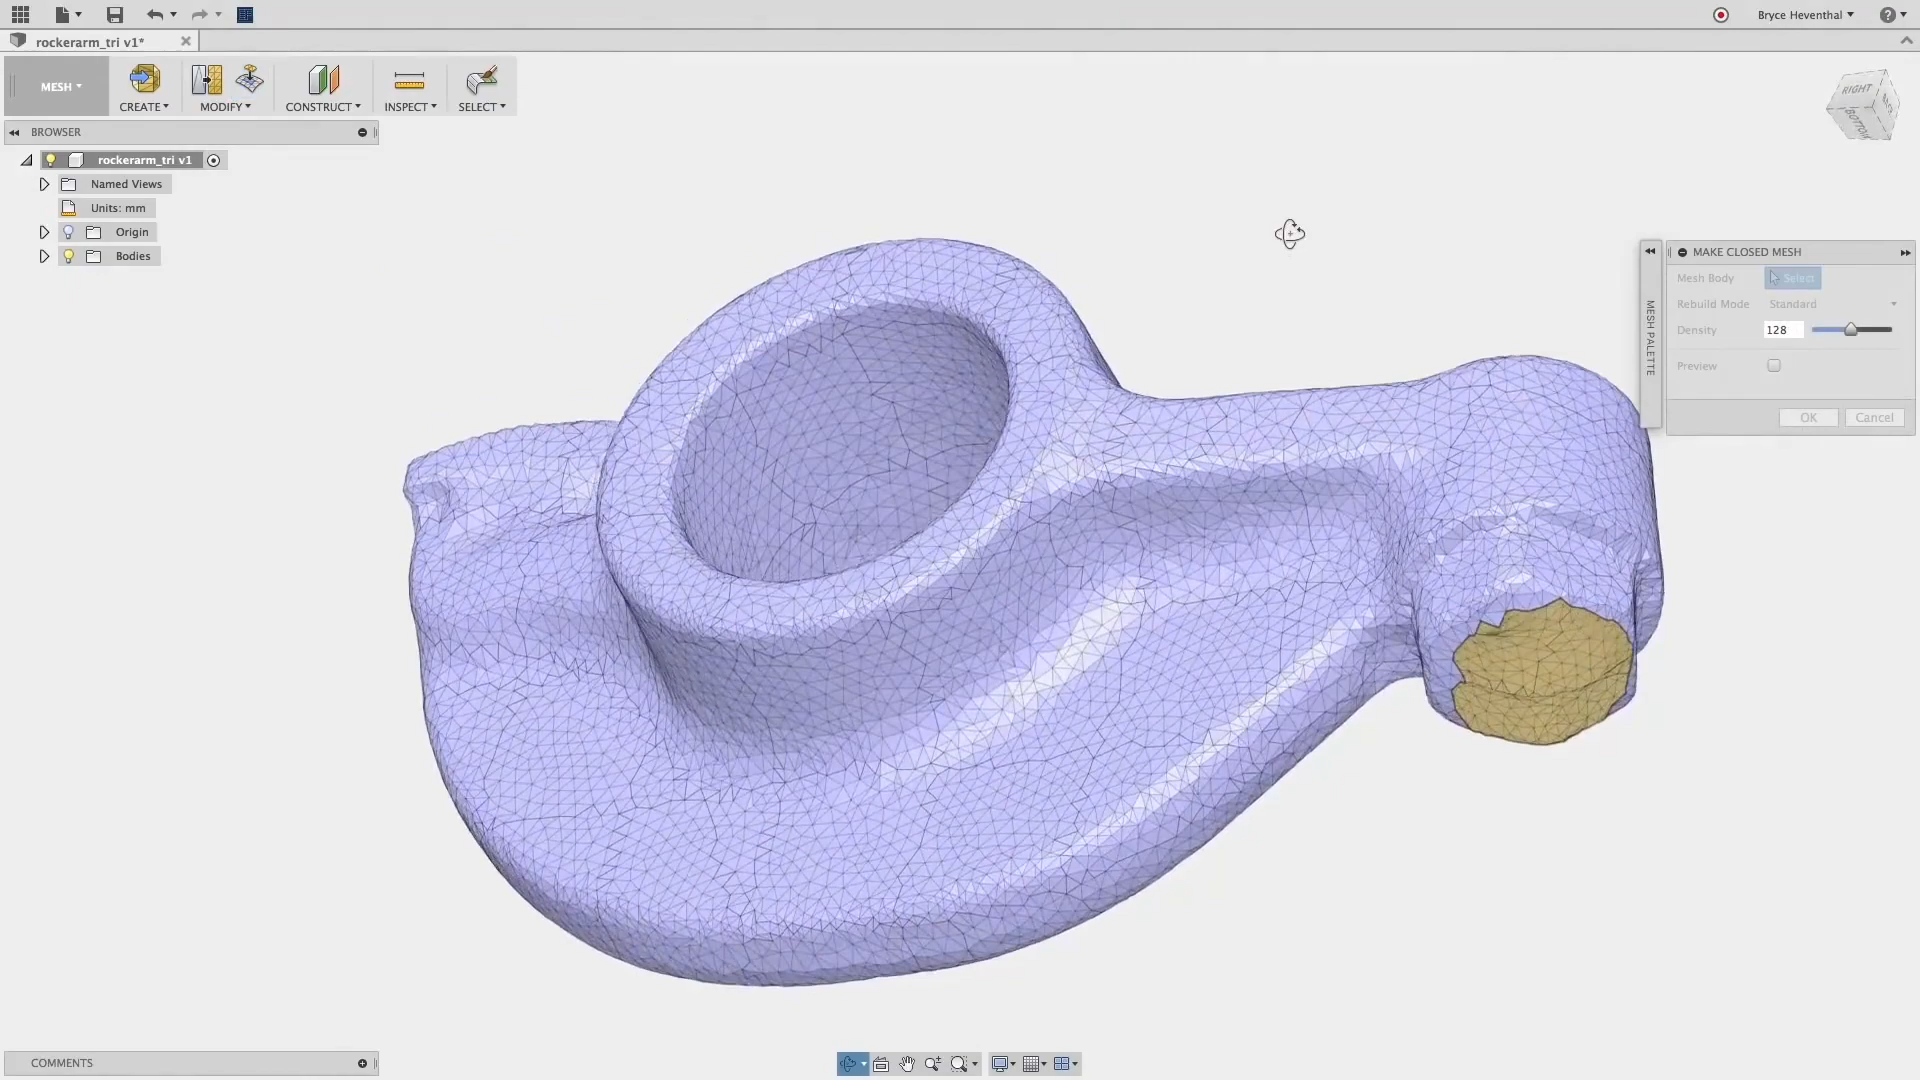 Bryce Heventhal
rockerarm_tri v1*
MESH
CREATE
MODIFY
CONSTRUCT
INSPECT
SELECT
RIGHT
BOTTOM
BROWSER
rockerarm_tri v1
Named Views
Units: mm
Origin
Bodies
MESH PALETTE
MAKE CLOSED MESH
Mesh Body
Select
Rebuild Mode
Standard
Density
128
Preview
OK
Cancel
COMMENTS